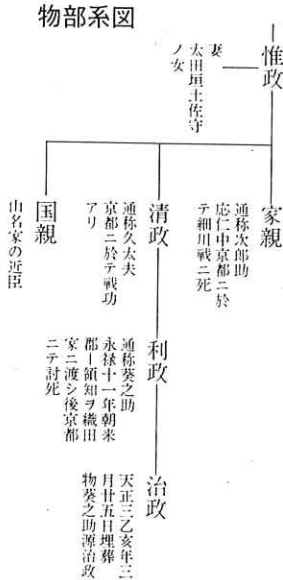 物部系図
惟政
妻
太田垣土佐守
ノ女
家親
通称次郎助
応仁中京都ニ於
テ細川戦ニ死
清政
通称久太夫
京都ニ於テ戦功
アリ
国親
山名家の近臣
利政
通称葵之助
永禄十一年朝来
郡一領知ヲ織田
家ニ渡シ後京都
ニテ討死
治政
天正三乙亥年三
月廿五日埋葬
物葵之助源治政